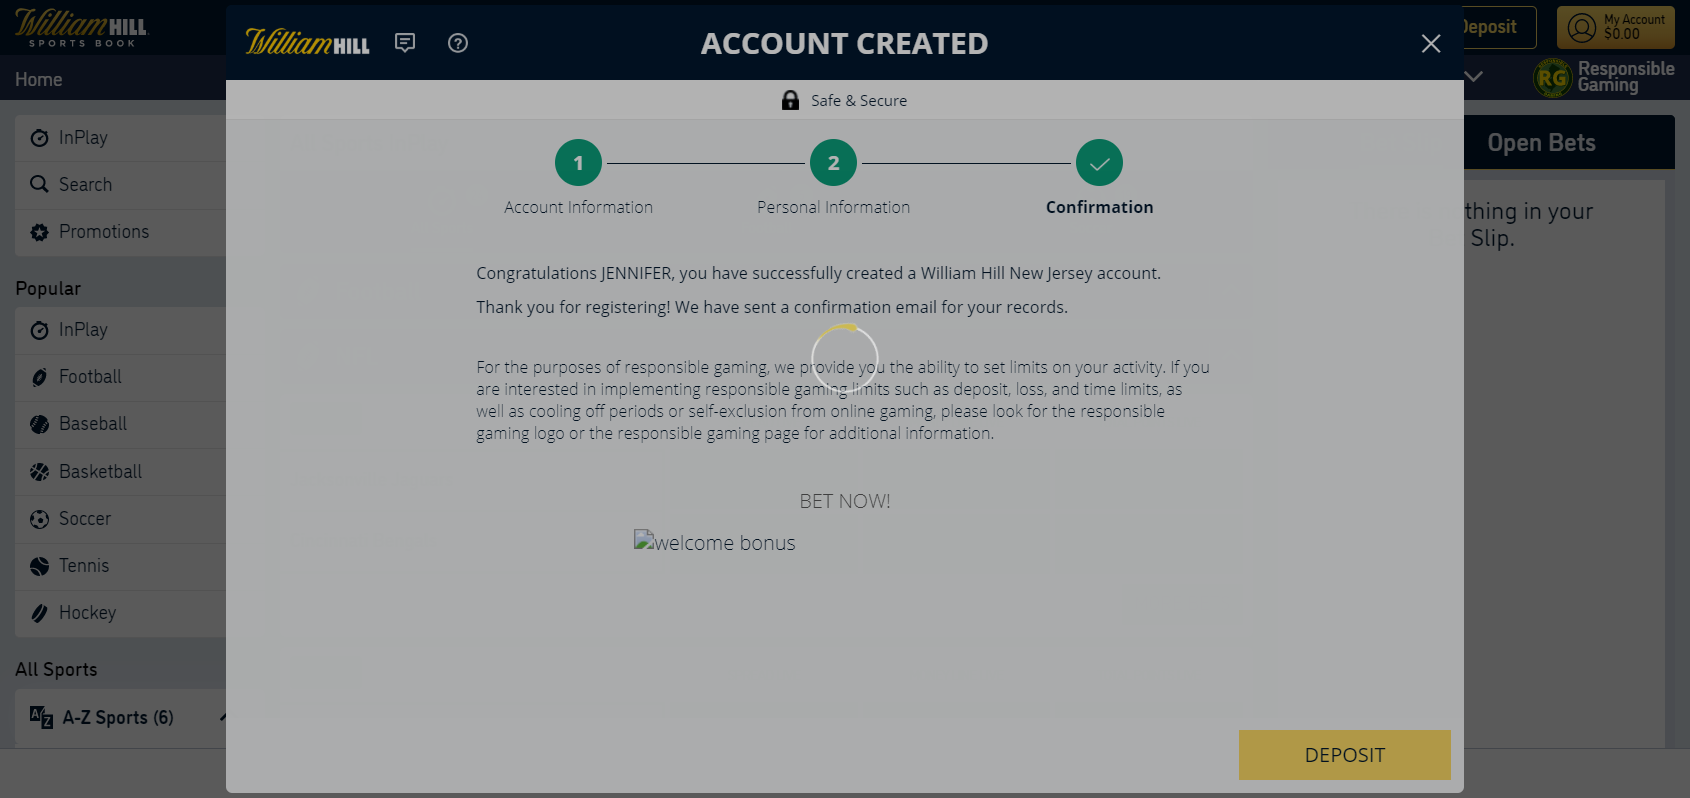 William HILL
SPORTS BOOK
William HILL
ACCOUNT CREATED
Deposit
My Account
$0.00
Home
RG
Responsible
Gaming
Safe & Secure
InPlay
Search
Promotions
1
2
Account Information
Personal Information
Confirmation
Open Bets
thing in your
Slip.
Congratulations JENNIFER, you have successfully created a William Hill New Jersey account.
Thank you for registering! We have sent a confirmation email for your records.
For the purposes of responsible gaming, we provide you the ability to set limits on your activity. If you
are interested in implementing responsible gaming limits such as deposit, loss, and time limits, as
well as cooling off periods or self-exclusion from online gaming, please look for the responsible
gaming logo or the responsible gaming page for additional information.
BET NOW!
welcome bonus
Popular
InPlay
Football
Baseball
Basketball
Soccer
Tennis
Hockey
All Sports
A-Z Sports (6)
DEPOSIT